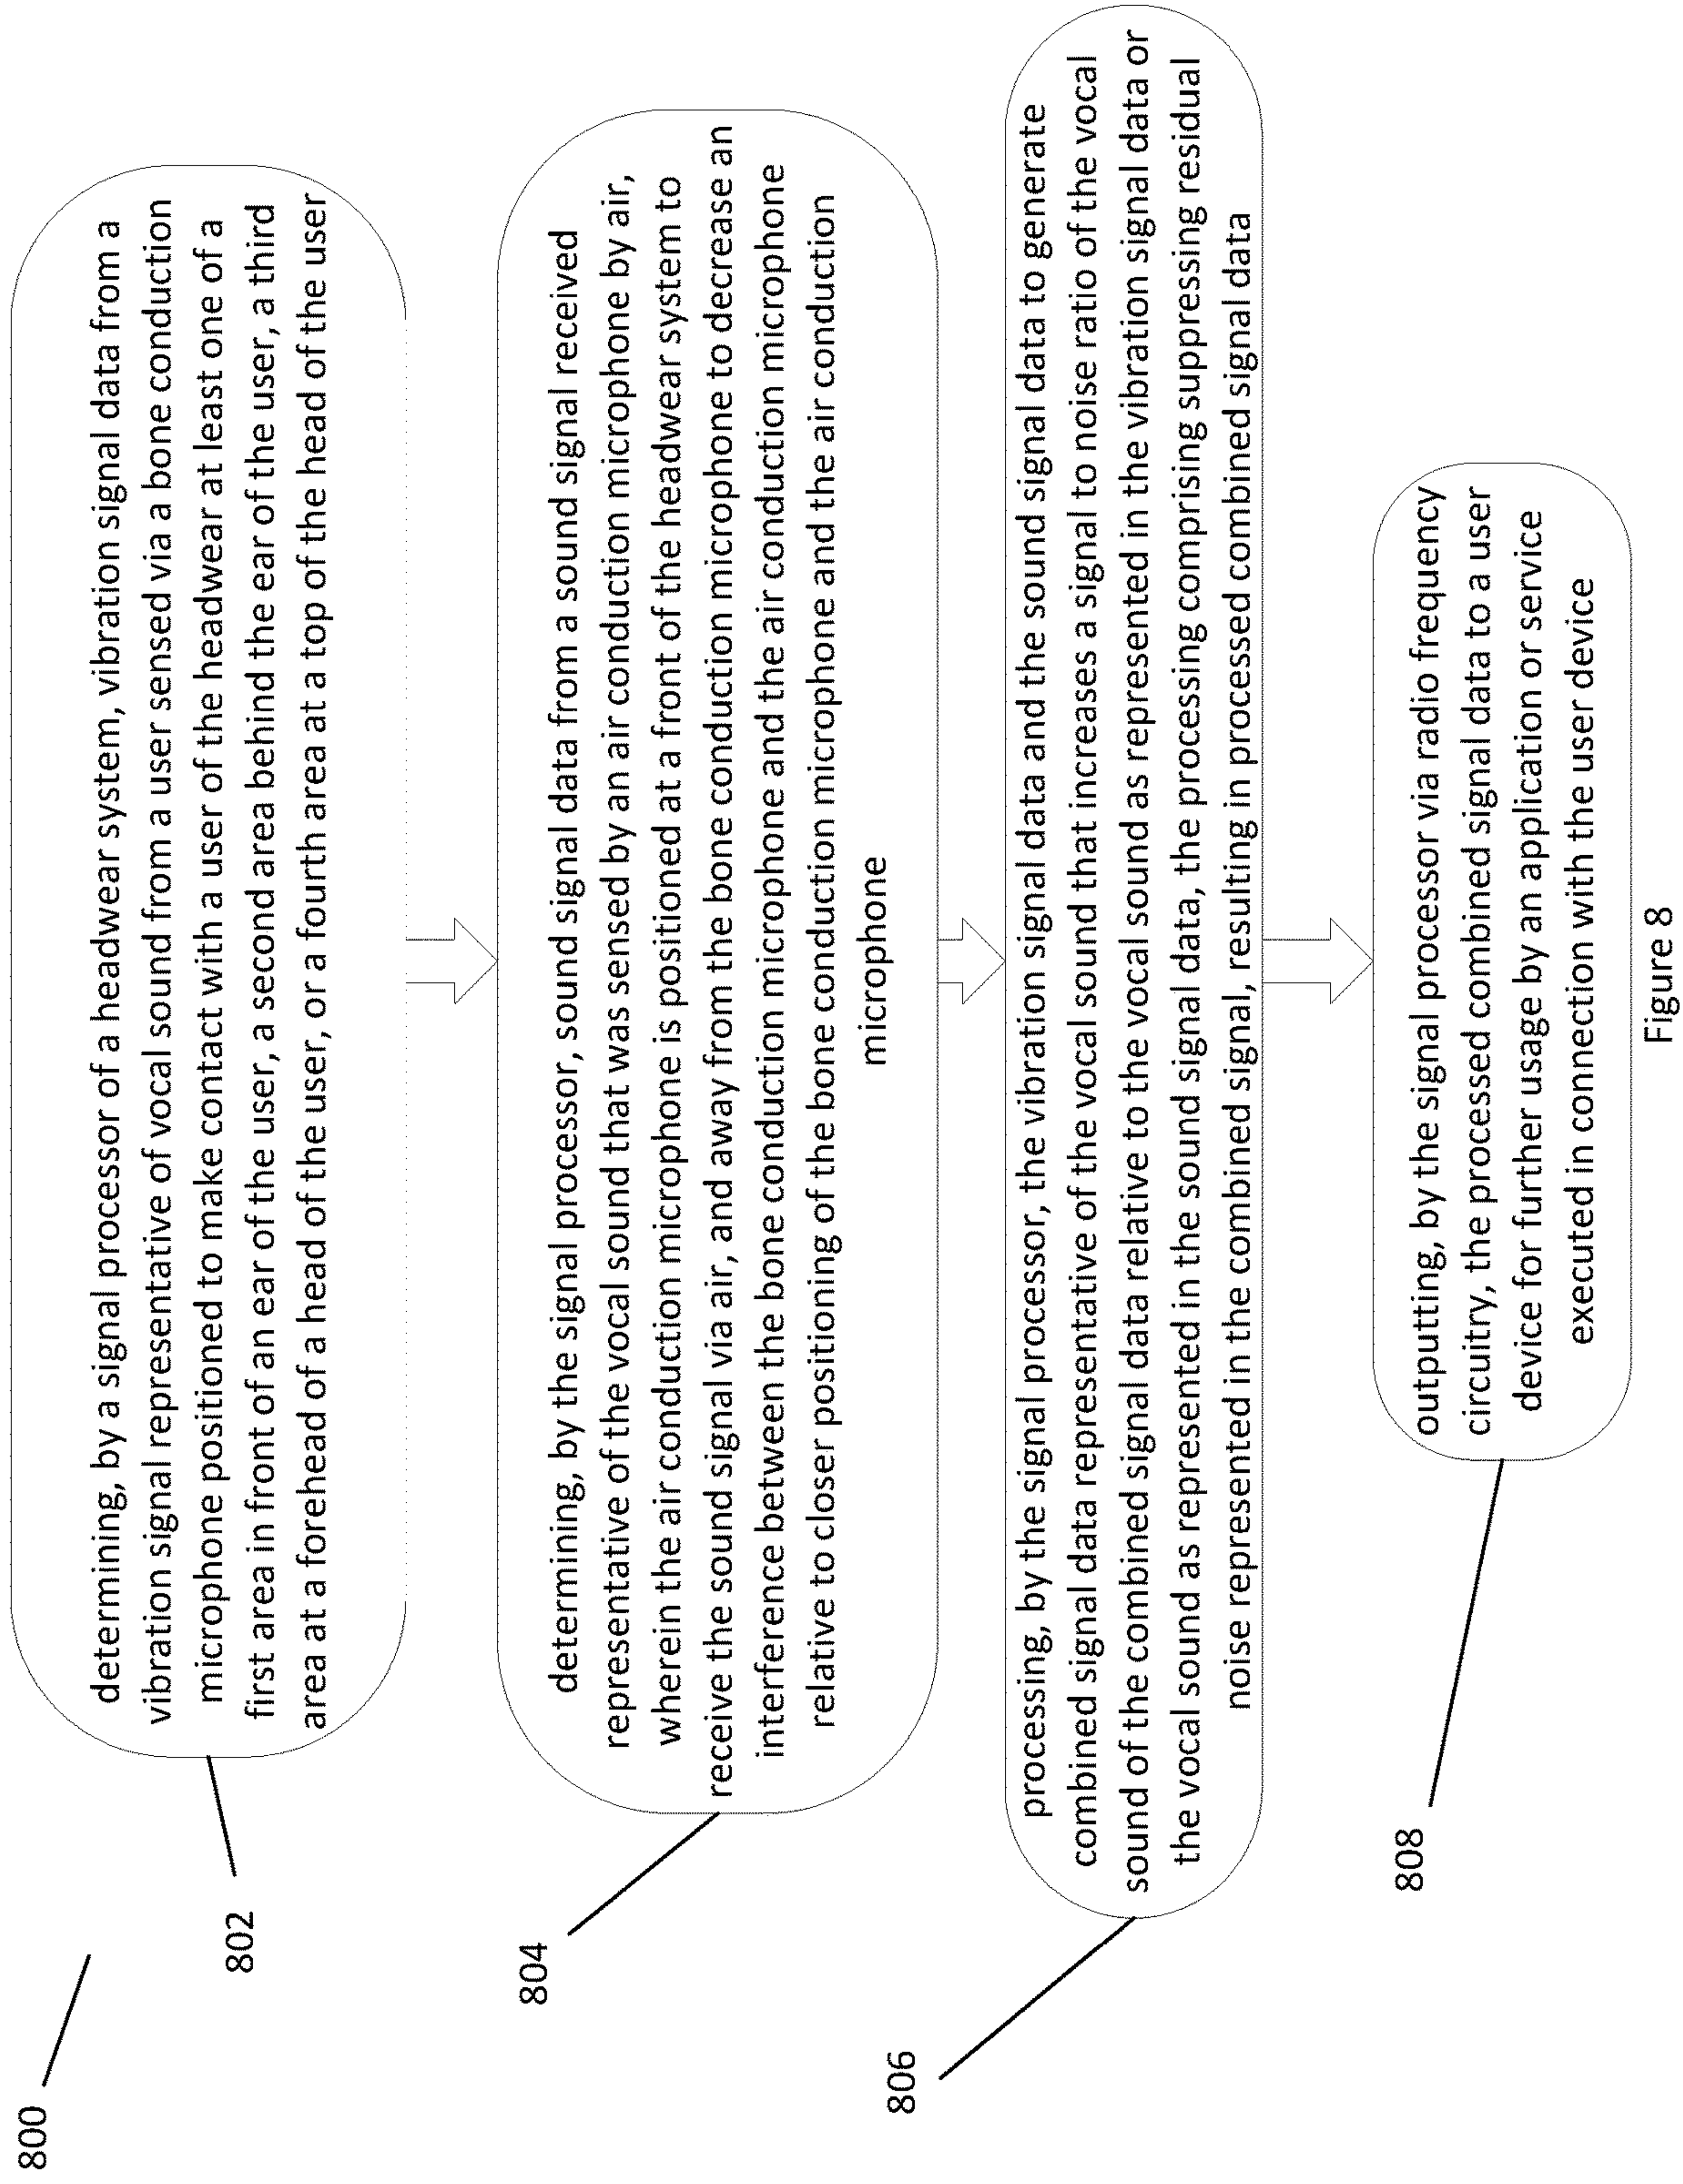 800
802
determining, by a signal processor of a headwear system, vibration signal data from a
vibration signal representative of vocal sound from a user sensed via a bone conduction
microphone positioned to make contact with a user of the headwear at least one of a
first area in front of an ear of the user, a second area behind the ear of the user, a third
area at a forehead of a head of the user, or a fourth area at a top of the head of the user
804
determining, by the signal processor, sound signal data from a sound signal received
representative of the vocal sound that was sensed by an air conduction microphone by air,
wherein the air conduction microphone is positioned at a front of the headwear system to
receive the sound signal via air, and away from the bone conduction microphone to decrease an
interference between the bone conduction microphone and the air conduction microphone
relative to closer positioning of the bone conduction microphone and the air conduction
microphone
806
processing, by the signal processor, the vibration signal data and the sound signal data to generate
combined signal data representative of the vocal sound that increases a signal to noise ratio of the vocal
sound of the combined signal data relative to the vocal sound as represented in the vibration signal data or
the vocal sound as represented in the sound signal data, the processing comprising suppressing residual
noise represented in the combined signal, resulting in processed combined signal data
808
outputting, by the signal processor via radio frequency
circuitry, the processed combined signal data to a user
device for further usage by an application or service
executed in connection with the user device
Figure 8